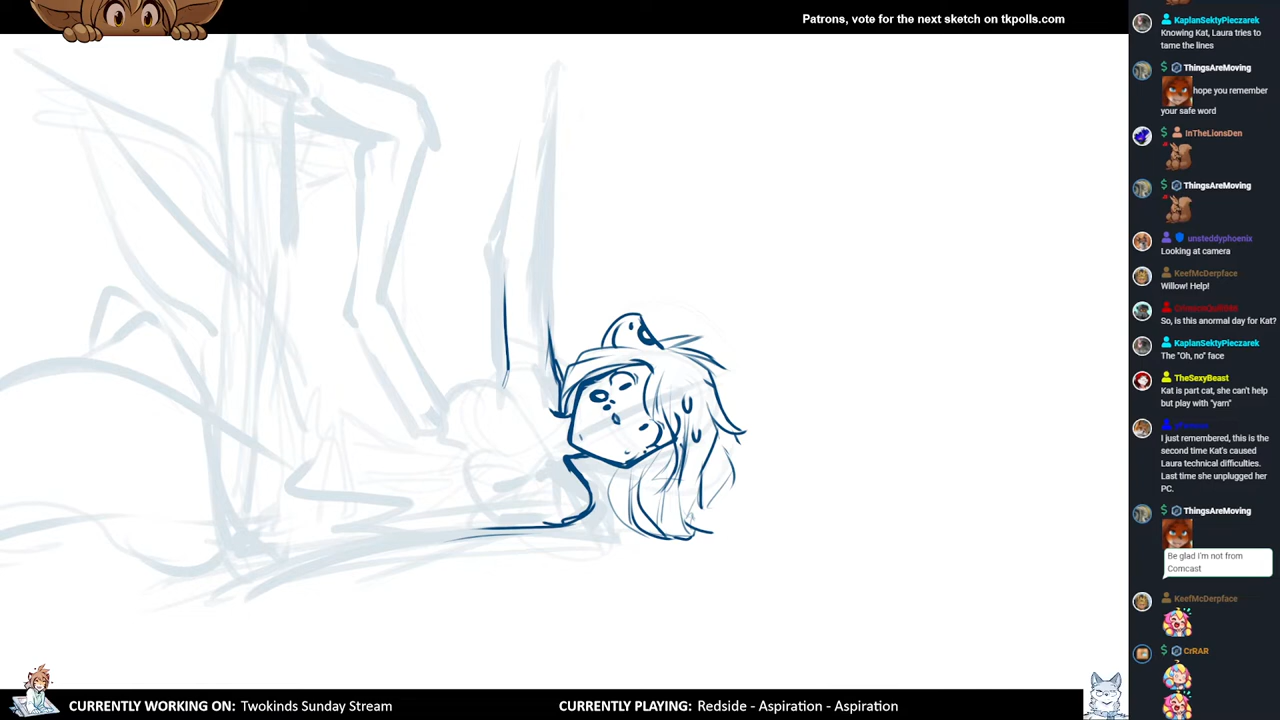 Patrons, vote for the next sketch on tkpolls.com
KaplanSektyPieczarek
Knowing Kat, Laura tries to
tame the lines
$ ThingsAreMoving
hope you remember
your safe word
$ InTheLionsDen
$ ThingsAreMoving
unsteddyphoenix
Looking at camera
KeefMcDerpface
Willow! Help!
So, is this anormal day for Kat?
KaplanSektyPieczarek
The "Oh, no" face
TheSexyBeast
Kat is part cat, she can't help
but play with "yarn"
I just remembered, this is the
second time Kat's caused
Laura technical difficulties.
Last time she unplugged her
PC.
$ ThingsAreMoving
Be glad I'm not from
Comcast
KeefMcDerpface
$ CrRAR
CURRENTLY WORKING ON: Twokinds Sunday Stream
CURRENTLY PLAYING: Redside - Aspiration - Aspiration